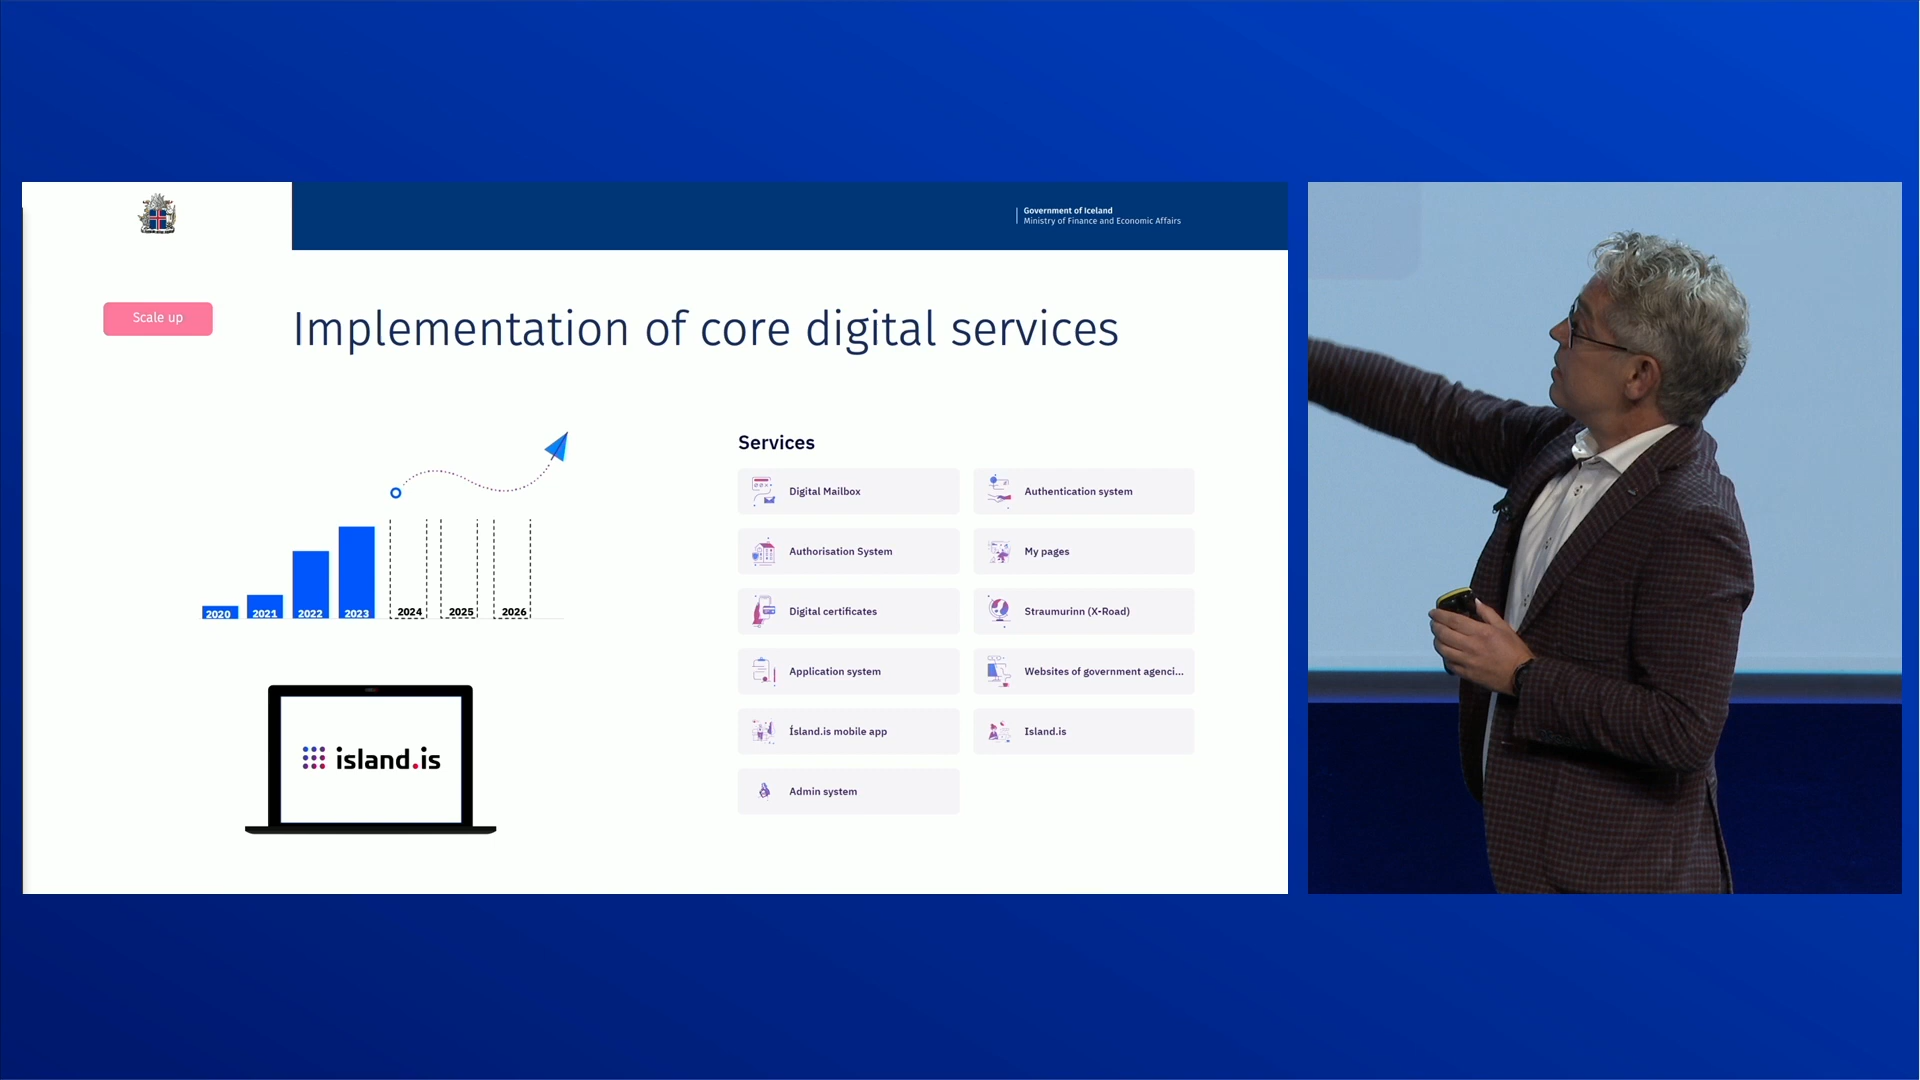 Government of Iceland
Ministry of Finance and Economic Affairs
Scale up
Implementation of core digital services
2020
2021
2022
2023
2024
2025
2026
island.is
Services
Digital Mailbox
Authentication system
Authorisation System
My pages
Digital certificates
Straumurinn (X-Road)
Application system
Websites of government agenci...
Ísland.is mobile app
Island.is
Admin system